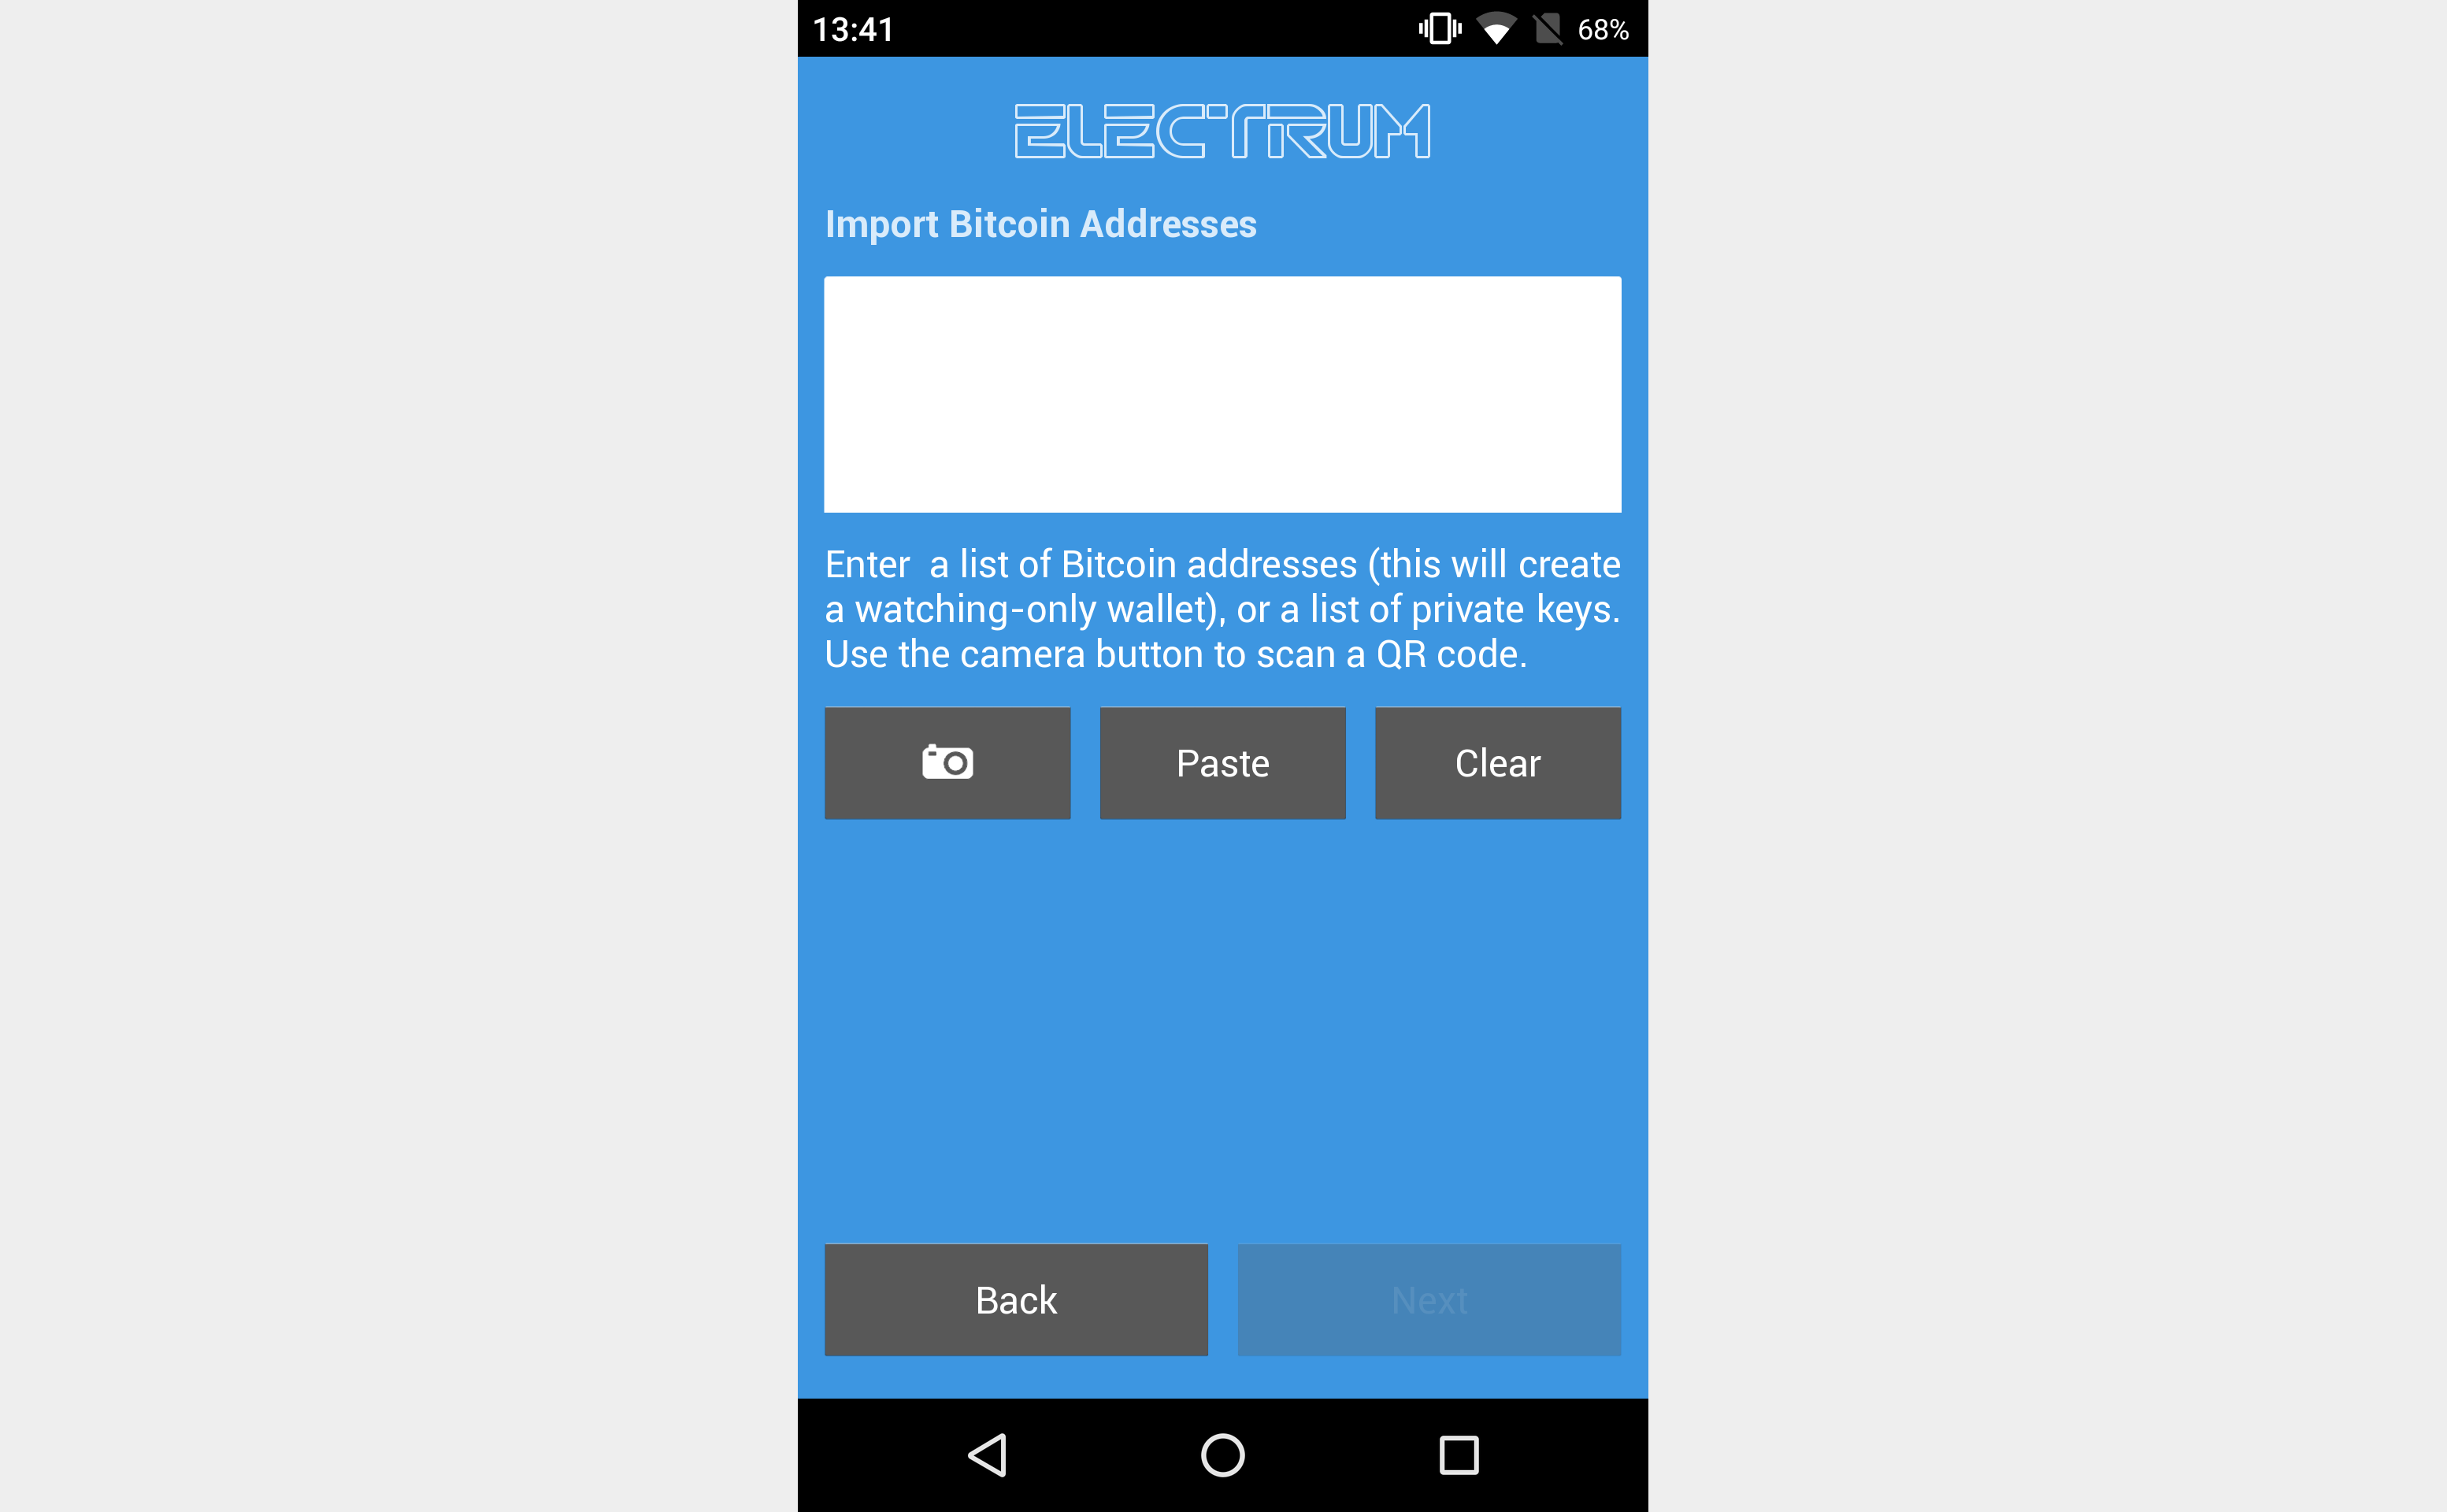 13:41 68%
ELECTRUM
Import Bitcoin Addresses
Enter  a list of Bitcoin addresses (this will create
a watching-only wallet), or a list of private keys.
Use the camera button to scan a QR code.
Paste Clear
Back Next